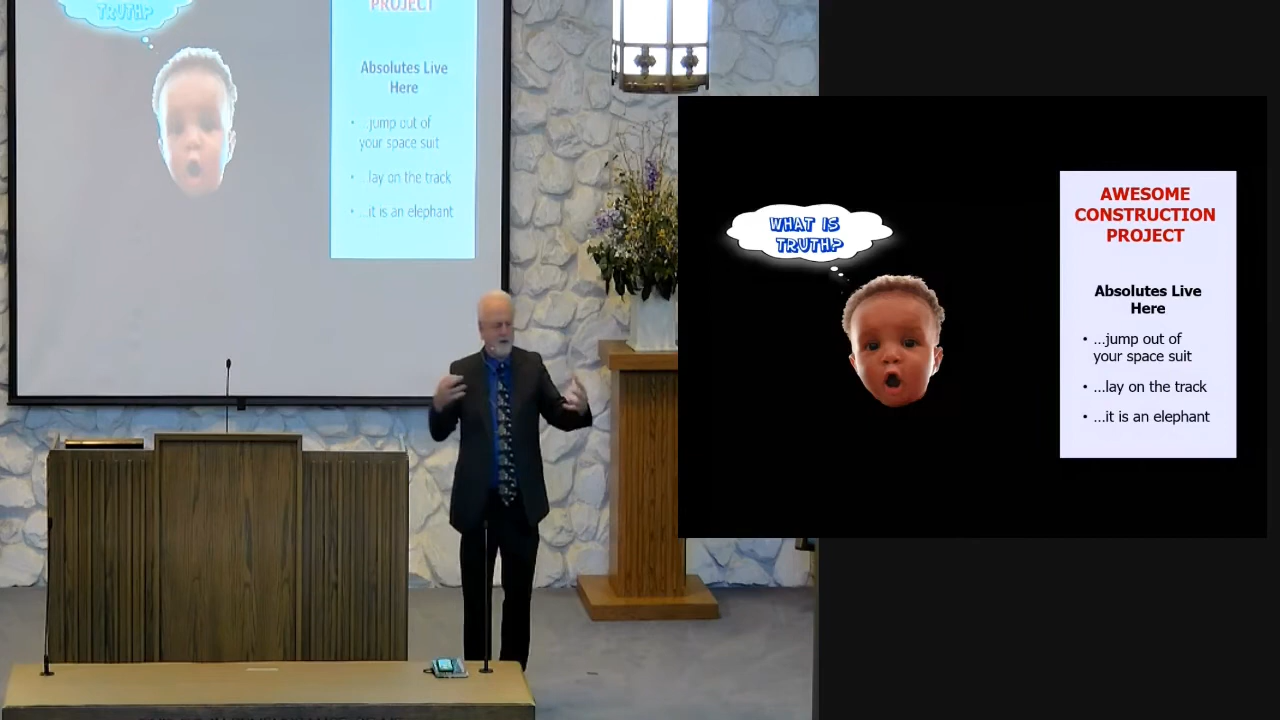 TRUTH?
PROJECT
Absolutes Live
Here
• ...jump out of
your space suit
• ...lay on the track
• ...it is an elephant
WHAT IS
TRUTH?
AWESOME
CONSTRUCTION
PROJECT
Absolutes Live
Here
• ...jump out of
your space suit
• ...lay on the track
• ...it is an elephant